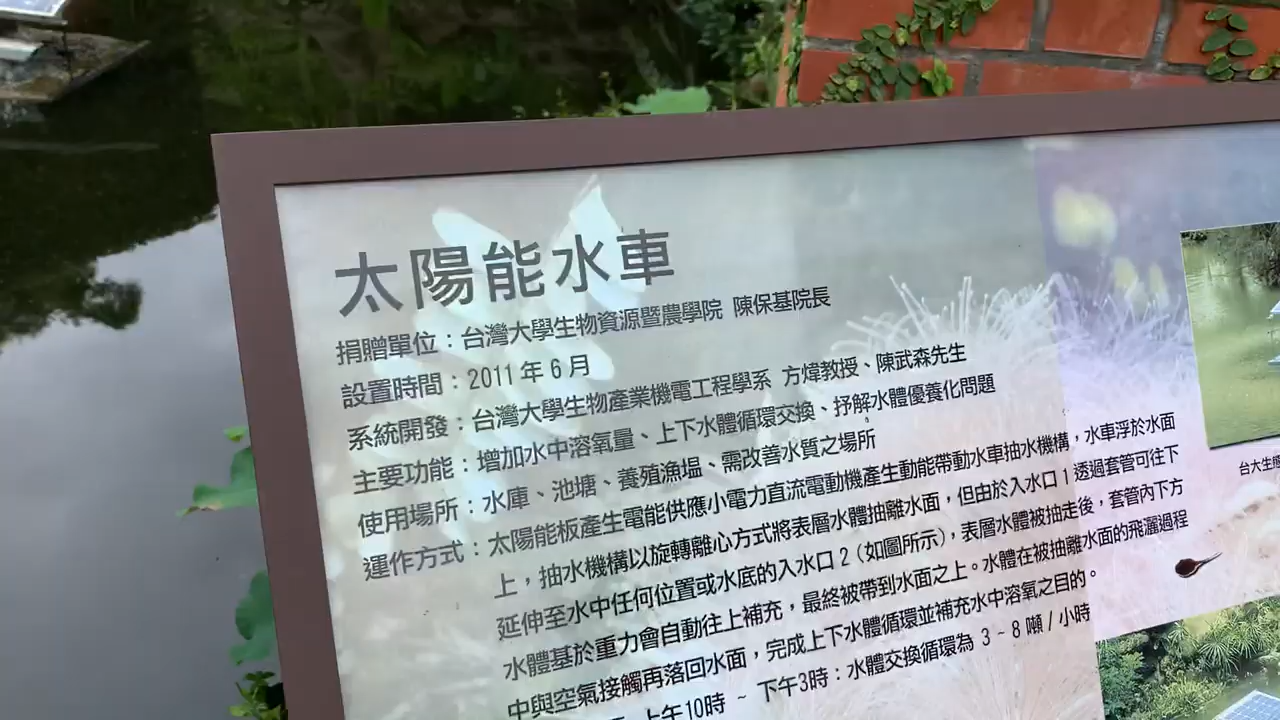 太陽能水車
捐贈單位：台灣大學生物資源暨農學院 陳保基院長
設置時間：2011 年 6 月
系統開發：台灣大學生物產業機電工程學系 方煒教授、陳武森先生
主要功能：增加水中溶氧量、上下水體循環交換、抒解水體優養化問題
使用場所：水庫、池塘、養殖漁塭、需改善水質之場所
運作方式：太陽能板產生電能供應小電力直流電動機產生動能帶動水車抽水機構，水車浮於水面
上，抽水機構以旋轉離心方式將表層水體抽離水面，但由於入水口 1 透過套管可往下
延伸至水中任何位置或水底的入水口 2 (如圖所示)，表層水體被抽走後，套管內下方
水體基於重力會自動往上補充，最終被帶到水面之上。水體在被抽離水面的飛灑過程
中與空氣接觸再落回水面，完成上下水體循環並補充水中溶氧之目的。
上午10時 ~ 下午3時：水體交換循環為 3 ~ 8 噸 / 小時
台大生